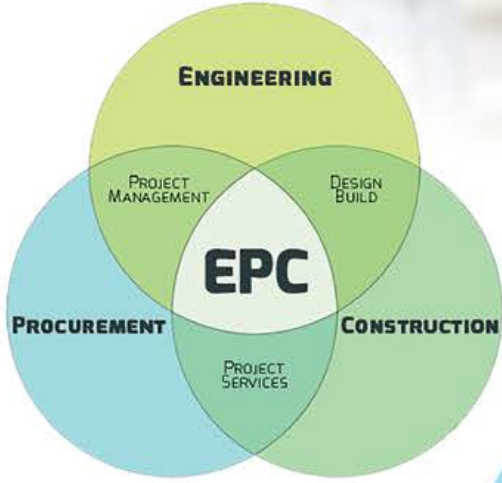 ENGINEERING
PROJECT
MANAGEMENT
DESIGN
BUILD
EPC
PROCUREMENT
CONSTRUCTION
PROJECT
SERVICES